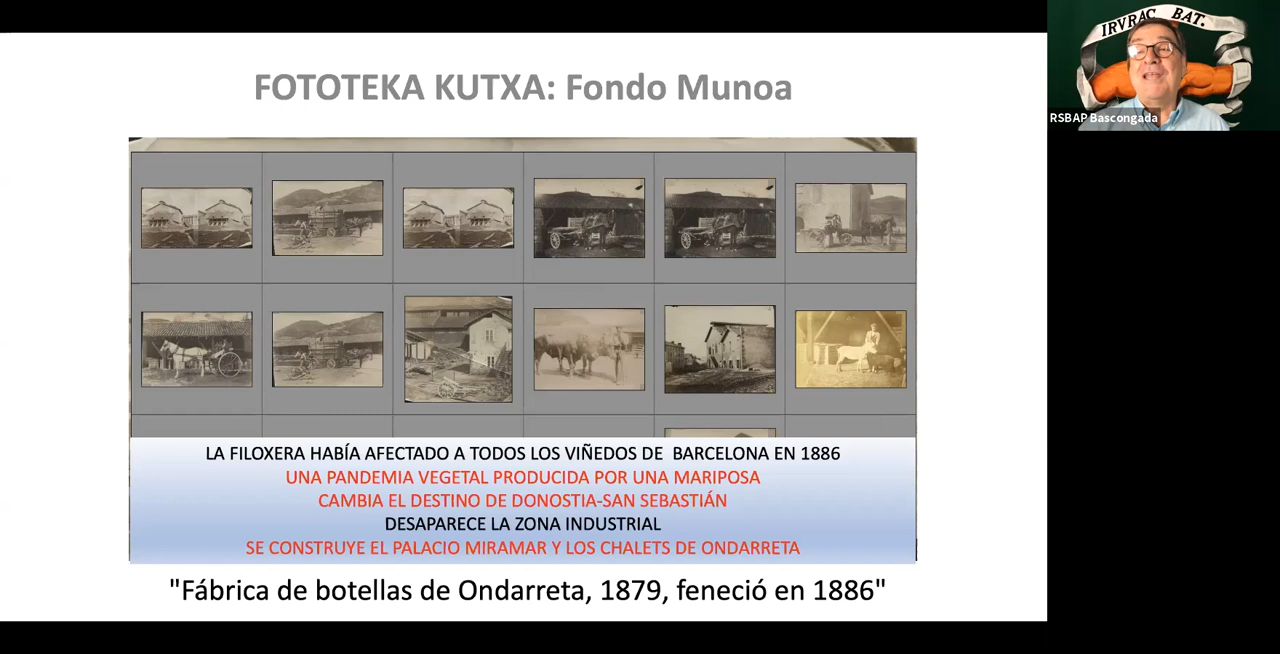 FOTOTEKA KUTXA: Fondo Munoa
IRVRAC BAT.
RSBAP Bascongada
LA FILOXERA HABÍA AFECTADO A TODOS LOS VIÑEDOS DE BARCELONA EN 1886
UNA PANDEMIA VEGETAL PRODUCIDA POR UNA MARIPOSA
CAMBIA EL DESTINO DE DONOSTIA-SAN SEBASTIÁN
DESAPARECE LA ZONA INDUSTRIAL
SE CONSTRUYE EL PALACIO MIRAMAR Y LOS CHALETS DE ONDARRETA
"Fábrica de botellas de Ondarreta, 1879, feneció en 1886"